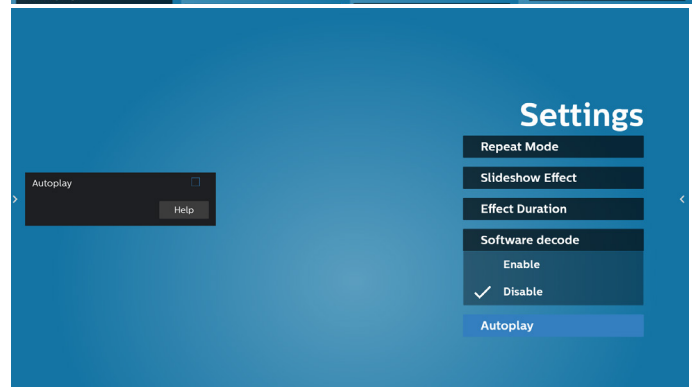 Settings
Repeat Mode
Slideshow Effect
Autoplay
Help
Effect Duration
Software decode
Enable
Disable
Autoplay